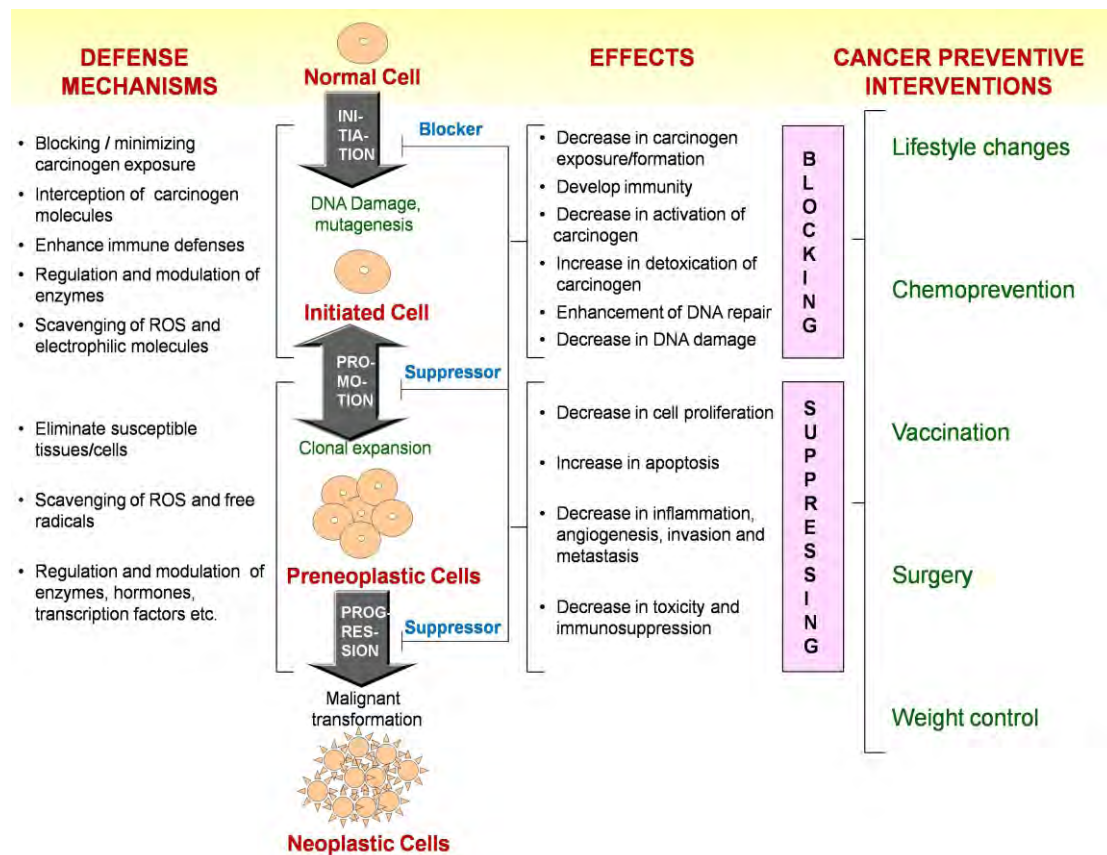 DEFENSE
MECHANISMS
Normal Cell
EFFECTS
CANCER PREVENTIVE
INTERVENTIONS
• Blocking / minimizing
carcinogen exposure
• Interception of carcinogen
molecules
• Enhance immune defenses
• Regulation and modulation of
enzymes
• Scavenging of ROS and
electrophilic molecules
• Eliminate susceptible
tissues/cells
• Scavenging of ROS and free
radicals
• Regulation and modulation of
enzymes, hormones,
transcription factors etc.
INI-
TIA-
TION
Blocker
DNA Damage,
mutagenesis
Initiated Cell
PRO-
MO-
TION
Suppressor
Clonal expansion
Preneoplastic Cells
PROG-
RES-
SION
Suppressor
Malignant
transformation
Neoplastic Cells
• Decrease in carcinogen
exposure/formation
• Develop immunity
• Decrease in activation of
carcinogen
• Increase in detoxication of
carcinogen
• Enhancement of DNA repair
• Decrease in DNA damage
• Decrease in cell proliferation
• Increase in apoptosis
• Decrease in inflammation,
angiogenesis, invasion and
metastasis
• Decrease in toxicity and
immunosuppression
BLOCKING
SUPPRESSING
Lifestyle changes
Chemoprevention
Vaccination
Surgery
Weight control